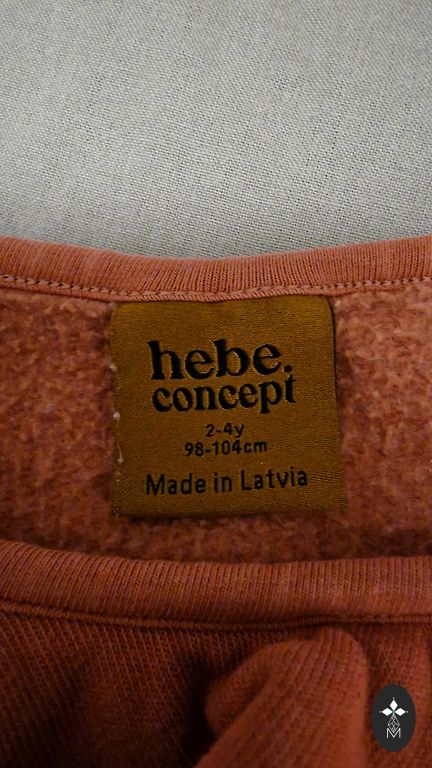 hebe.
concept
2-4y
98-104cm
Made in Latvia
M